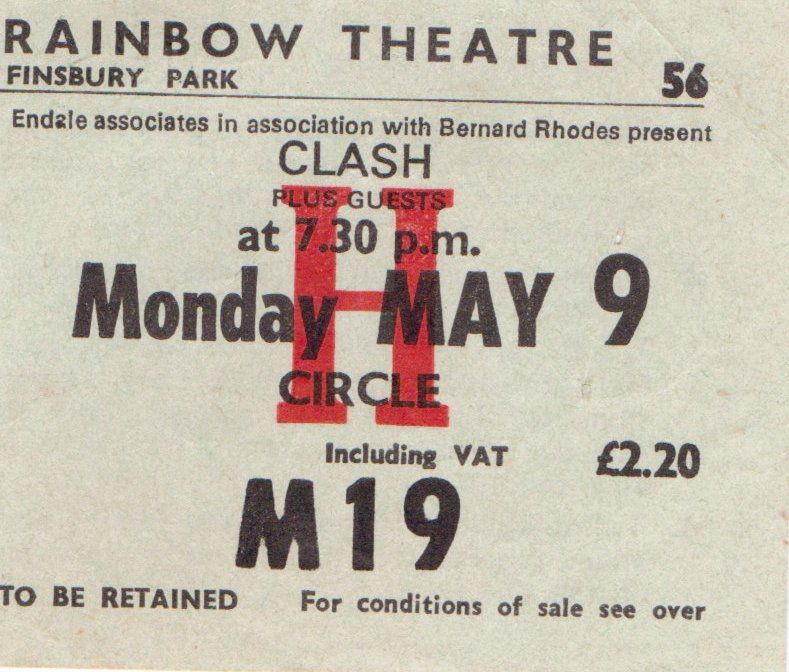 RAINBOW THEATRE
FINSBURY PARK 56
Endale associates in association with Bernard Rhodes present
CLASH
PLUS GUESTS
H
at 7.30 p.m.
Monday MAY 9
CIRCLE
Including VAT £2.20
M19
TO BE RETAINED For conditions of sale see over